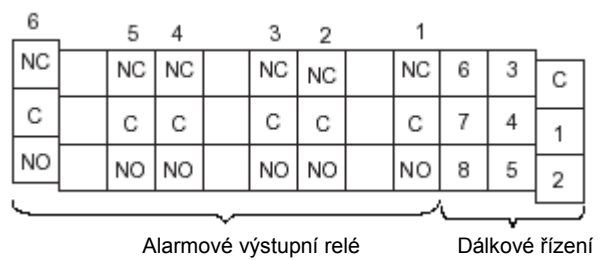 6 5 4 3 2 1
NC NC NC NC NC NC 6 3 C
C C C C C C 7 4 1
NO NO NO NO NO NO 8 5 2
Alarmové výstupní relé Dálkové řízení